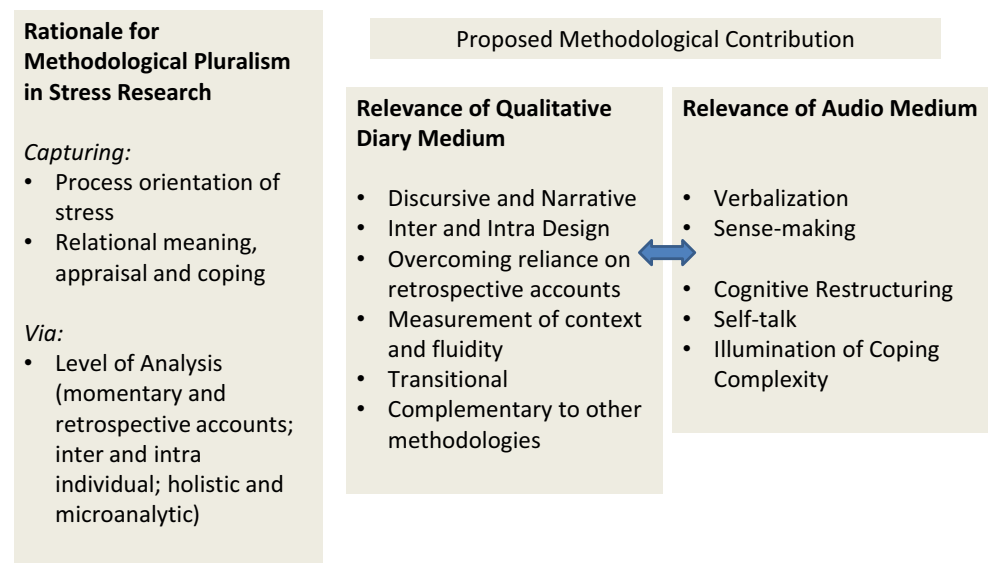 Rationale for
Methodological Pluralism
in Stress Research
Capturing:
• Process orientation of
stress
• Relational meaning,
appraisal and coping
Via:
• Level of Analysis
(momentary and
retrospective accounts;
inter and intra
individual; holistic and
microanalytic)
Proposed Methodological Contribution
Relevance of Qualitative
Diary Medium
• Discursive and Narrative
• Inter and Intra Design
• Overcoming reliance on
retrospective accounts
• Measurement of context
and fluidity
• Transitional
• Complementary to other
methodologies
Relevance of Audio Medium
• Verbalization
• Sense-making
• Cognitive Restructuring
• Self-talk
• Illumination of Coping
Complexity